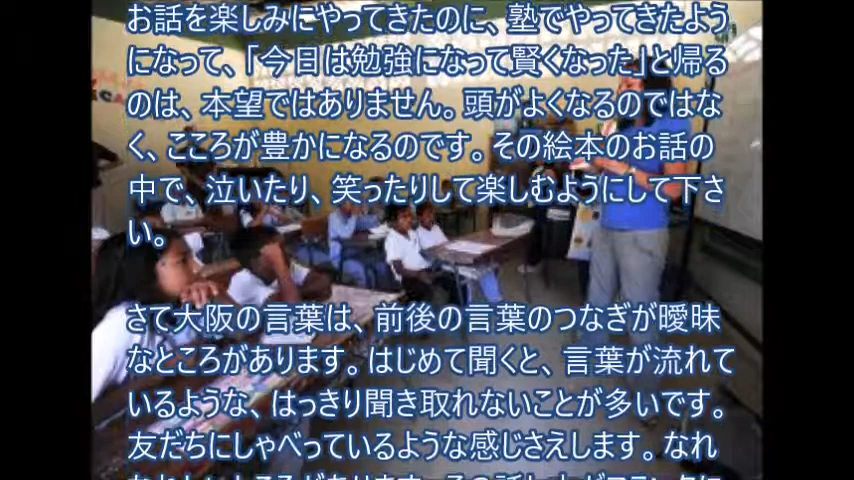 お話を楽しみにやってきたのに、塾でやってきたよう
になって、「今日は勉強になって賢くなった」と帰る
のは、本望ではありません。頭がよくなるのではな
く、こころが豊かになるのです。その絵本のお話の
中で、泣いたり、笑ったりして楽しむようにして下さ
い。
さて大阪の言葉は、前後の言葉のつなぎが曖昧
なところがあります。はじめて聞くと、言葉が流れて
いるような、はっきり聞き取れないことが多いです。
友だちにしゃべっているような感じさえします。なれ